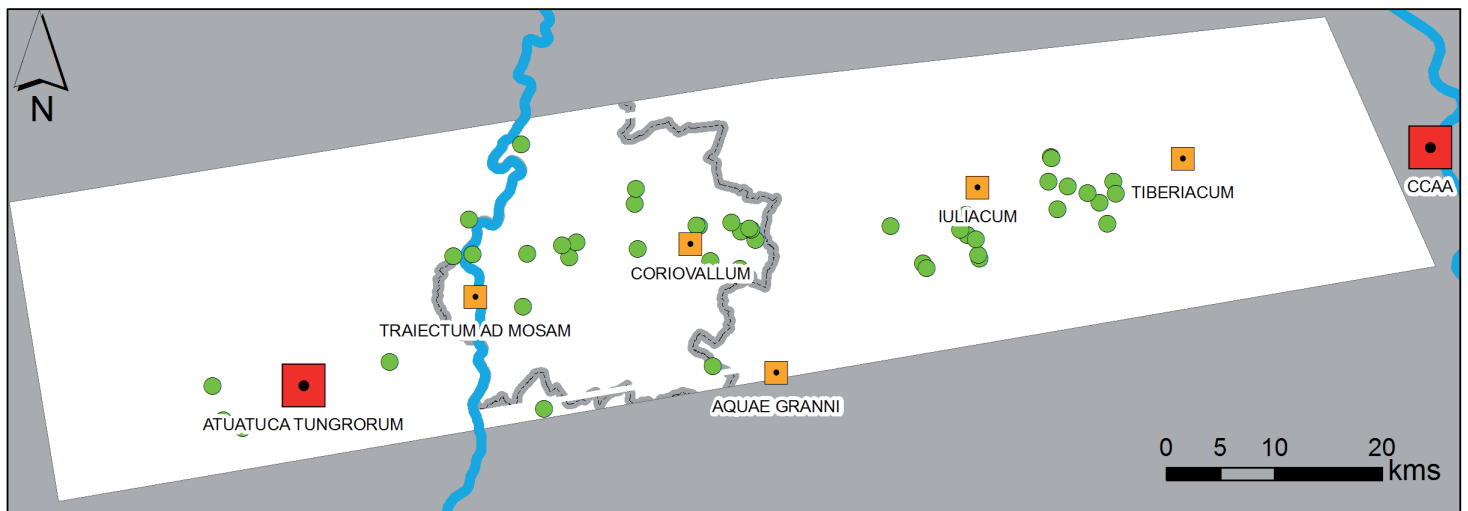 N
TIBERIACUM
CCAA
IULIACUM
CORIOVALLUM
TRAIECTUM AD MOSAM
AQUAE GRANNI
ATUATUCA TUNGRORUM
0 5 10 20
kms